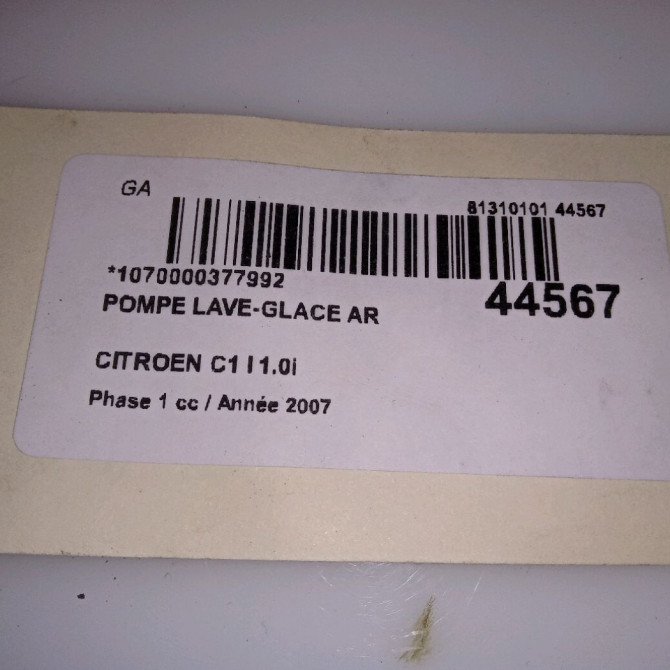 GA
81310101 44567
*1070000377992
44567
POMPE LAVE-GLACE AR
CITROEN C1 I 1.0i
Phase 1 cc / Année 2007